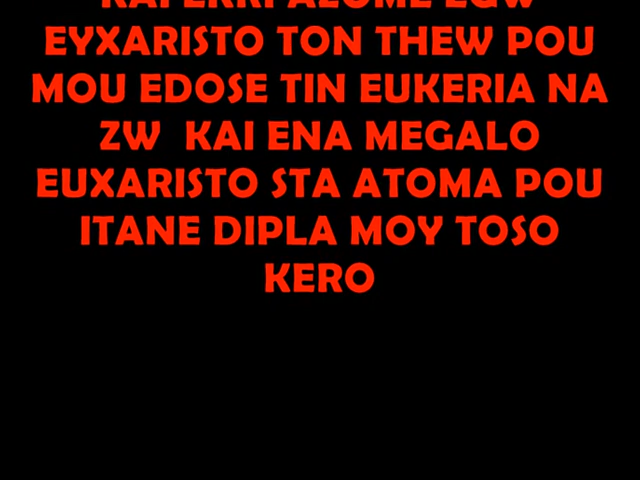 EYXARISTO TON THEW POU
MOU EDOSE TIN EUKERIA NA
ZW KAI ENA MEGALO
EUXARISTO STA ATOMA POU
ITANE DIPLA MOY TOSO
KERO